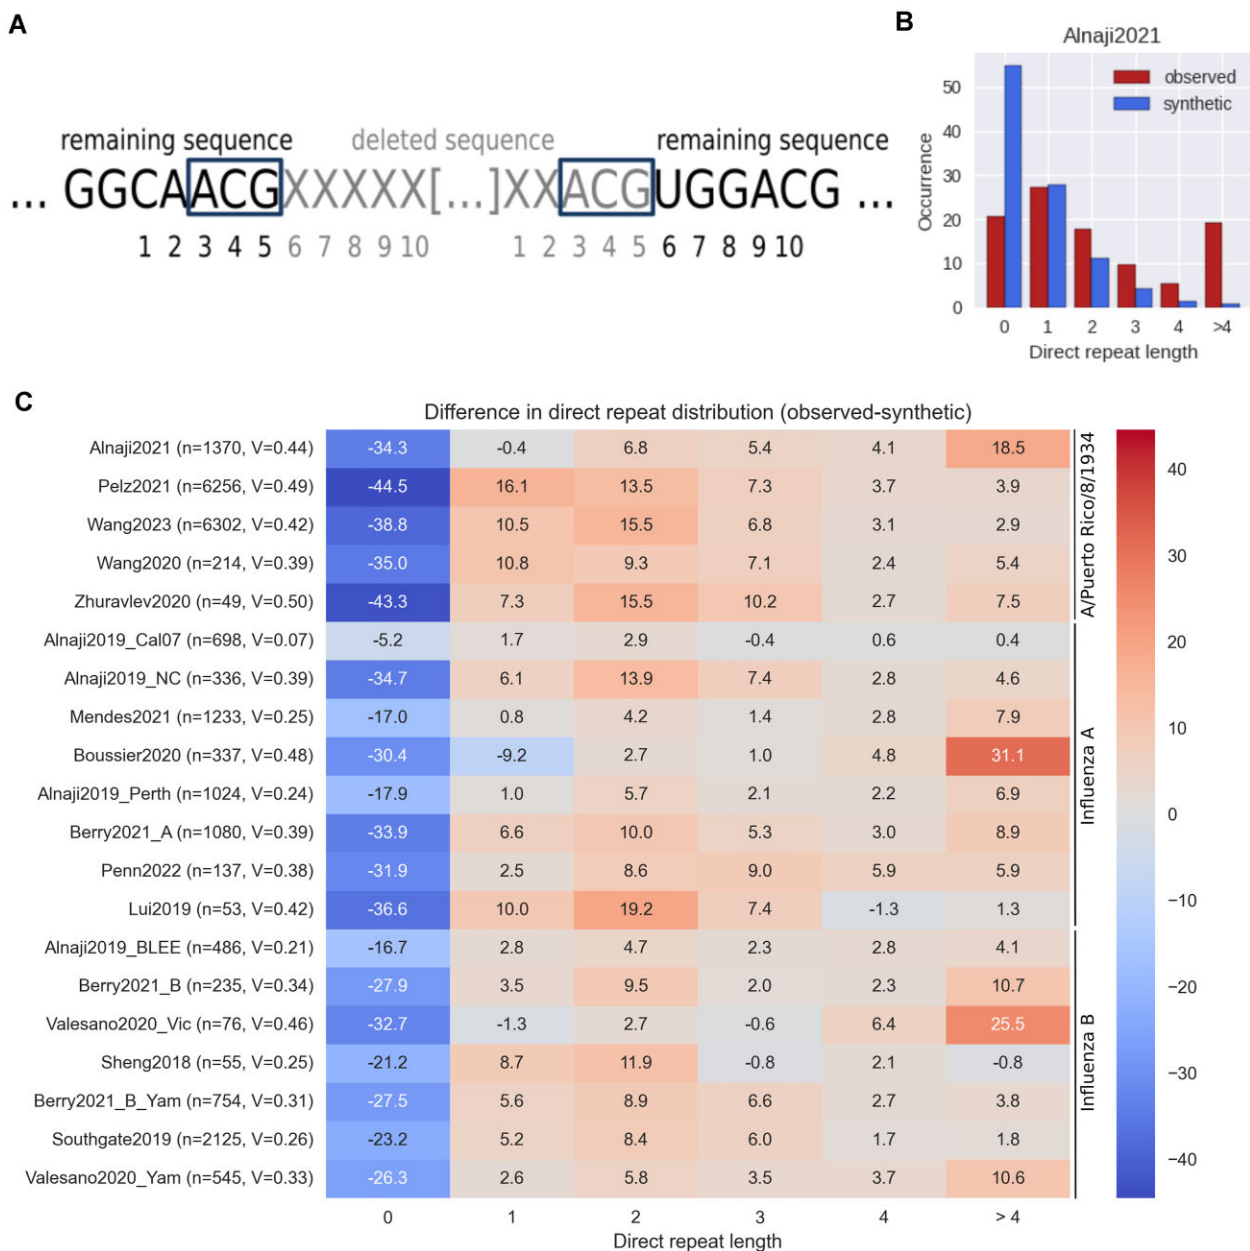 A
remaining sequence deleted sequence remaining sequence
... GGCAACGXXXXX[...]XXACGUGGACG ...
1 2 3 4 5 6 7 8 9 10 1 2 3 4 5 6 7 8 9 10
B
Alnaji2021
observed
synthetic
Occurrence
50
40
30
20
10
0
0 1 2 3 4 >4
Direct repeat length
C
Difference in direct repeat distribution (observed-synthetic)
Alnaji2021 (n=1370, V=0.44) -34.3 -0.4 6.8 5.4 4.1 18.5
Pelz2021 (n=6256, V=0.49) -44.5 16.1 13.5 7.3 3.7 3.9
Wang2023 (n=6302, V=0.42) -38.8 10.5 15.5 6.8 3.1 2.9
Wang2020 (n=214, V=0.39) -35.0 10.8 9.3 7.1 2.4 5.4
Zhuravlev2020 (n=49, V=0.50) -43.3 7.3 15.5 10.2 2.7 7.5
A/Puerto Rico/8/1934
Alnaji2019_Cal07 (n=698, V=0.07) -5.2 1.7 2.9 -0.4 0.6 0.4
Alnaji2019_NC (n=336, V=0.39) -34.7 6.1 13.9 7.4 2.8 4.6
Mendes2021 (n=1233, V=0.25) -17.0 0.8 4.2 1.4 2.8 7.9
Boussier2020 (n=337, V=0.48) -30.4 -9.2 2.7 1.0 4.8 31.1
Alnaji2019_Perth (n=1024, V=0.24) -17.9 1.0 5.7 2.1 2.2 6.9
Berry2021_A (n=1080, V=0.39) -33.9 6.6 10.0 5.3 3.0 8.9
Penn2022 (n=137, V=0.38) -31.9 2.5 8.6 9.0 5.9 5.9
Lui2019 (n=53, V=0.42) -36.6 10.0 19.2 7.4 -1.3 1.3
Influenza A
Alnaji2019_BLEE (n=486, V=0.21) -16.7 2.8 4.7 2.3 2.8 4.1
Berry2021_B (n=235, V=0.34) -27.9 3.5 9.5 2.0 2.3 10.7
Valesano2020_Vic (n=76, V=0.46) -32.7 -1.3 2.7 -0.6 6.4 25.5
Sheng2018 (n=55, V=0.25) -21.2 8.7 11.9 -0.8 2.1 -0.8
Berry2021_B_Yam (n=754, V=0.31) -27.5 5.6 8.9 6.6 2.7 3.8
Southgate2019 (n=2125, V=0.26) -23.2 5.2 8.4 6.0 1.7 1.8
Valesano2020_Yam (n=545, V=0.33) -26.3 2.6 5.8 3.5 3.7 10.6
Influenza B
0 1 2 3 4 > 4
Direct repeat length
40
30
20
10
0
−10
−20
−30
−40